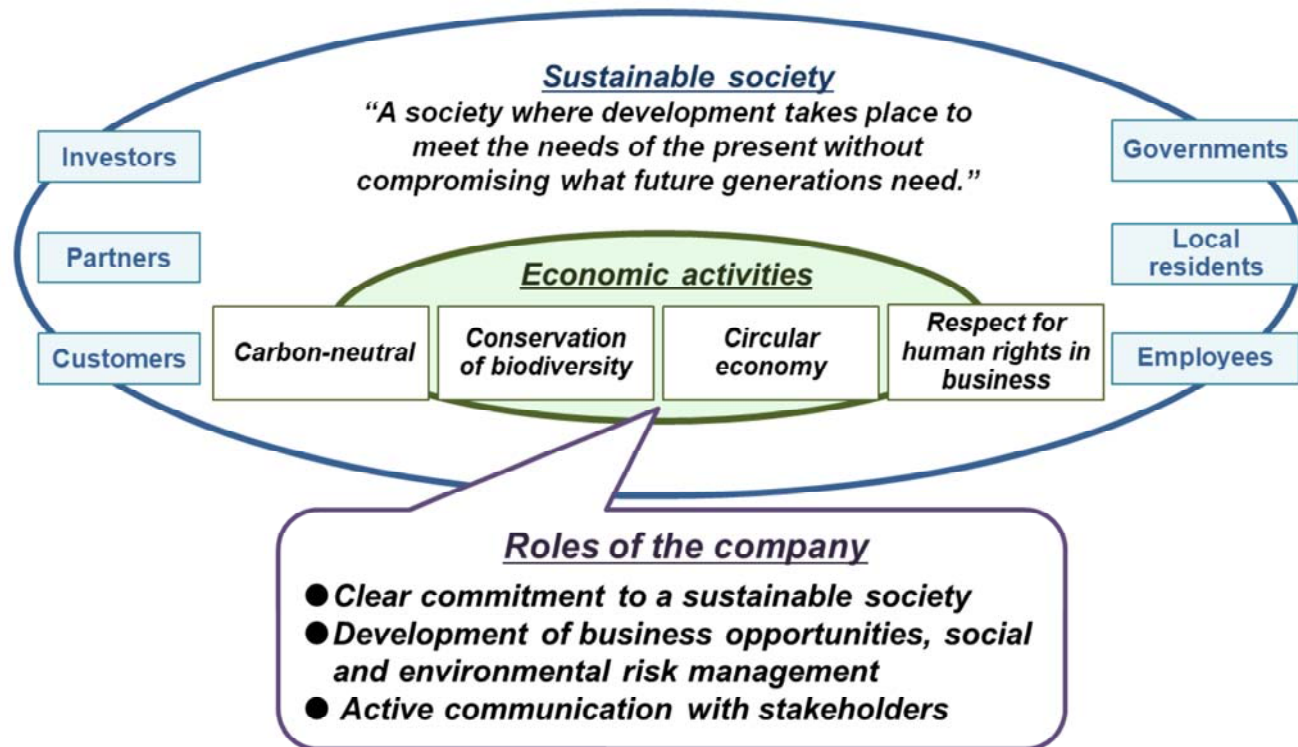 Sustainable society
“A society where development takes place to
meet the needs of the present without
compromising what future generations need.”
Investors
Partners
Customers
Governments
Local
residents
Employees
Economic activities
Carbon-neutral
Conservation
of biodiversity
Circular
economy
Respect for
human rights in
business
Roles of the company
●Clear commitment to a sustainable society
●Development of business opportunities, social
and environmental risk management
● Active communication with stakeholders